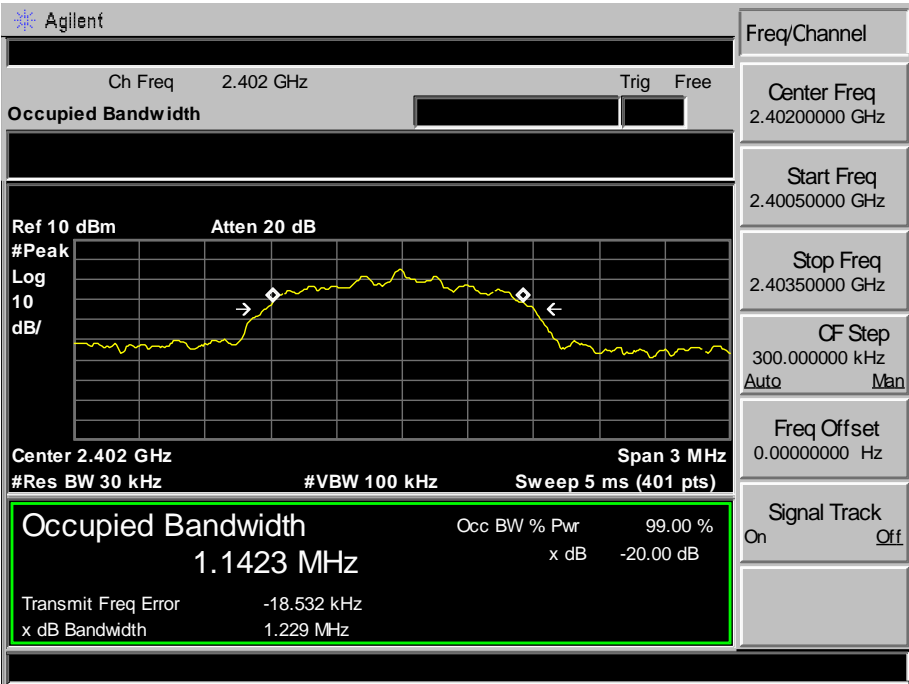 Agilent
Ch Freq 2.402 GHz Trig Free
Occupied Bandwidth
Ref 10 dBm Atten 20 dB
#Peak
Log
10
dB/
Center 2.402 GHz Span 3 MHz
#Res BW 30 kHz #VBW 100 kHz Sweep 5 ms (401 pts)
Occupied Bandwidth Occ BW % Pwr 99.00 %
1.1423 MHz x dB -20.00 dB
Transmit Freq Error -18.532 kHz
x dB Bandwidth 1.229 MHz
Freq/Channel
Center Freq
2.40200000 GHz
Start Freq
2.40050000 GHz
Stop Freq
2.40350000 GHz
CF Step
300.000000 kHz
Auto Man
Freq Offset
0.00000000 Hz
Signal Track
On Off